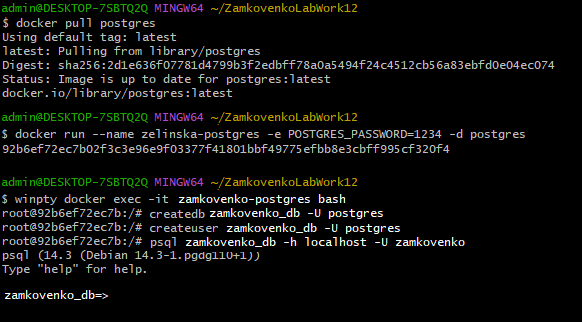 admin@DESKTOP-7SBTQ2Q MINGW64 ~/ZamkovenkoLabWork12
$ docker pull postgres
Using default tag: latest
latest: Pulling from library/postgres
Digest: sha256:2d1e636f07781d4799b3f2edbff78a0a5494f24c4512cb56a83ebfd0e04ec074
Status: Image is up to date for postgres:latest
docker.io/library/postgres:latest
admin@DESKTOP-7SBTQ2Q MINGW64 ~/ZamkovenkoLabWork12
$ docker run --name zelinska-postgres -e POSTGRES_PASSWORD=1234 -d postgres
92b6ef72ec7b02f3c3e96e9f03377f41801bbf49775efbb8e3cbff995cf320f4
admin@DESKTOP-7SBTQ2Q MINGW64 ~/ZamkovenkoLabWork12
$ winpty docker exec -it zamkovenko-postgres bash
root@92b6ef72ec7b:/# createdb zamkovenko_db -U postgres
root@92b6ef72ec7b:/# createuser zamkovenko_db -U postgres
root@92b6ef72ec7b:/# psql zamkovenko_db -h localhost -U zamkovenko
psql (14.3 (Debian 14.3-1.pgdg110+1))
Type "help" for help.
zamkovenko_db=>